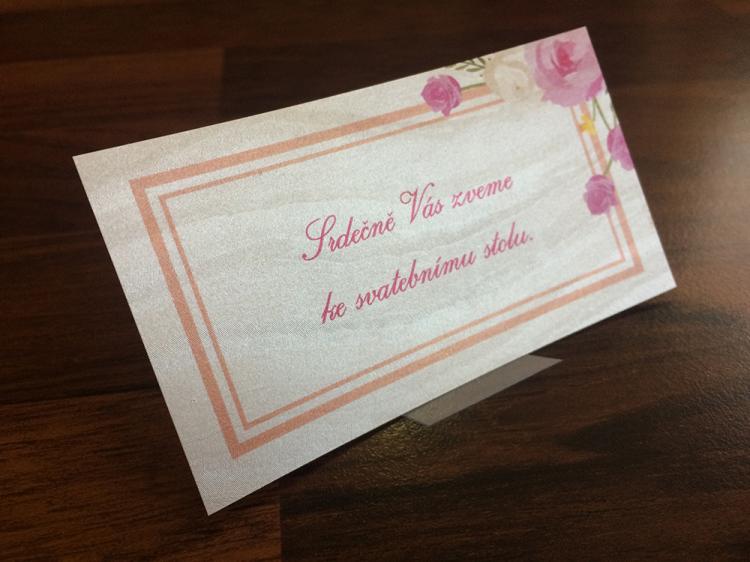 Srdečně Vás zveme
ke svatebnímu stolu.